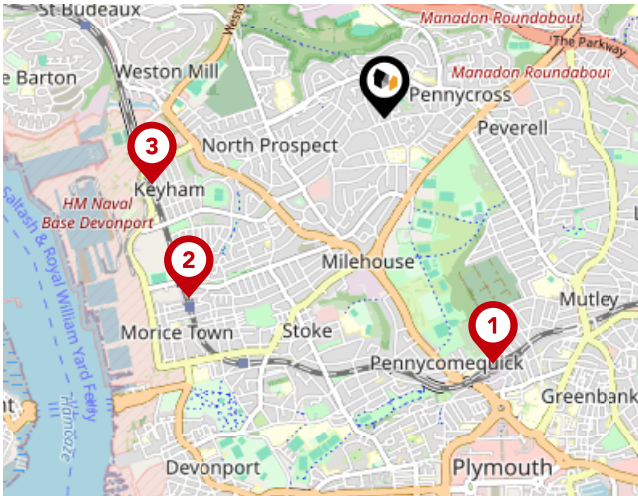 St Budeaux
Manadon Roundabout
Weston
The Parkway
e Barton
Weston Mill
Manadon Roundabout
Pennycross
Peverell
3
North Prospect
Keyham
HM Naval
Base Devonport
Saltash & Royal William Yard Ferry
2
Milehouse
1
Mutley
Morice Town
Stoke
Pennycomequick
Greenbank
nt
Hamoaze
Devonport
Plymouth
L